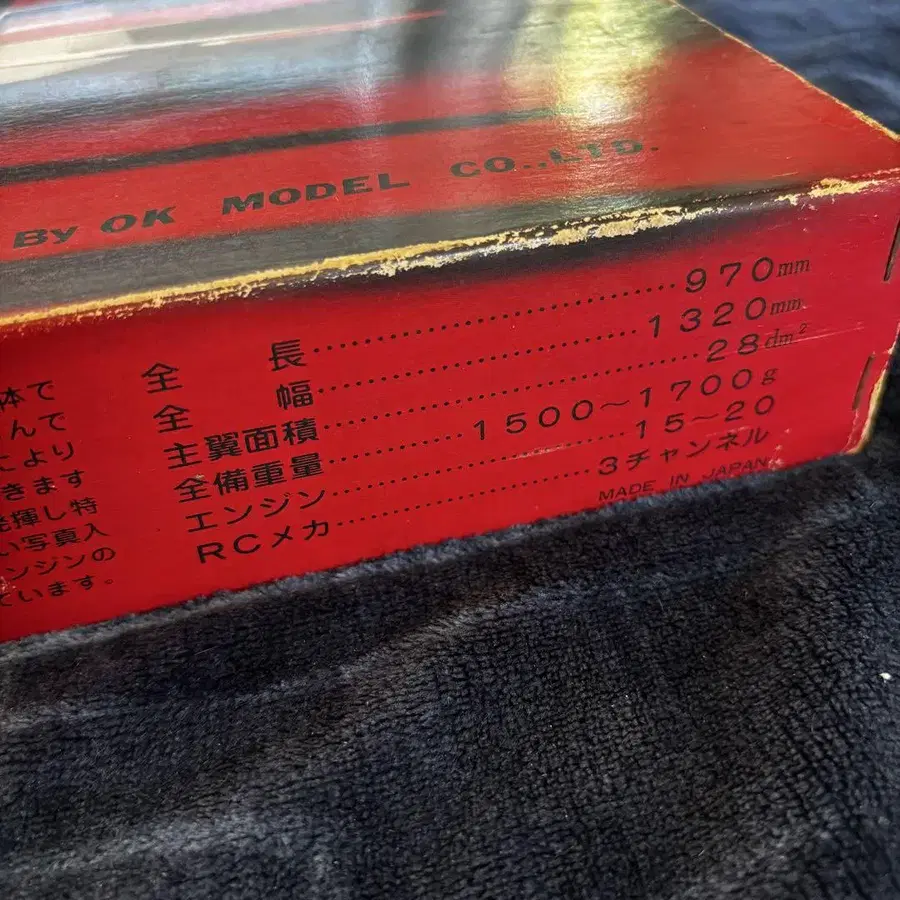 By OK MODEL CO.,LTD.
全長……970mm
全幅……1320mm
主翼面積……28dm²
全備重量……1500～1700g
エンジン……15～20
RCメカ……3チャンネル
MADE IN JAPAN
体で
んで
により
きます
発揮し特
い写真入
ンジンの
ています。